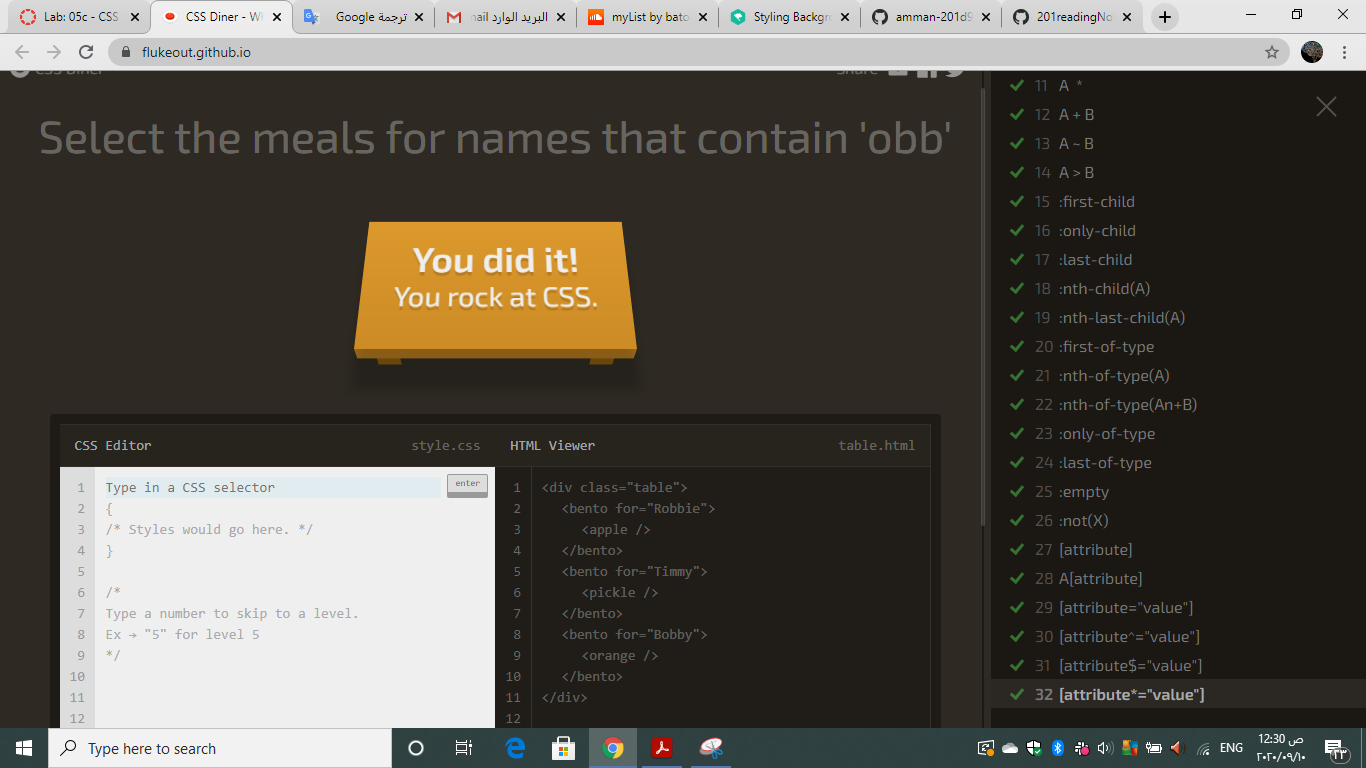 Lab: 05c - CSS
CSS Diner - Wh
ترجمة Google
البريد الوارد
myList by bato
Styling Backgr
amman-201d9
201readingNo
flukeout.github.io
CSS Diner
Share
Select the meals for names that contain 'obb'
You did it!
You rock at CSS.
CSS Editor
style.css
HTML Viewer
table.html
enter
1 Type in a CSS selector
2 {
3 /* Styles would go here. */
4 }
5
6 /*
7 Type a number to skip to a level.
8 Ex → "5" for level 5
9 */
10
11
12
1 <div class="table">
2 <bento for="Robbie">
3 <apple />
4 </bento>
5 <bento for="Timmy">
6 <pickle />
7 </bento>
8 <bento for="Bobby">
9 <orange />
10 </bento>
11 </div>
12
11 A *
12 A + B
13 A ~ B
14 A > B
15 :first-child
16 :only-child
17 :last-child
18 :nth-child(A)
19 :nth-last-child(A)
20 :first-of-type
21 :nth-of-type(A)
22 :nth-of-type(An+B)
23 :only-of-type
24 :last-of-type
25 :empty
26 :not(X)
27 [attribute]
28 A[attribute]
29 [attribute="value"]
30 [attribute^="value"]
31 [attribute$="value"]
32 [attribute*="value"]
Type here to search
ENG
12:30 ص
٢٠٢٠/٠٩/١٠
٢٣